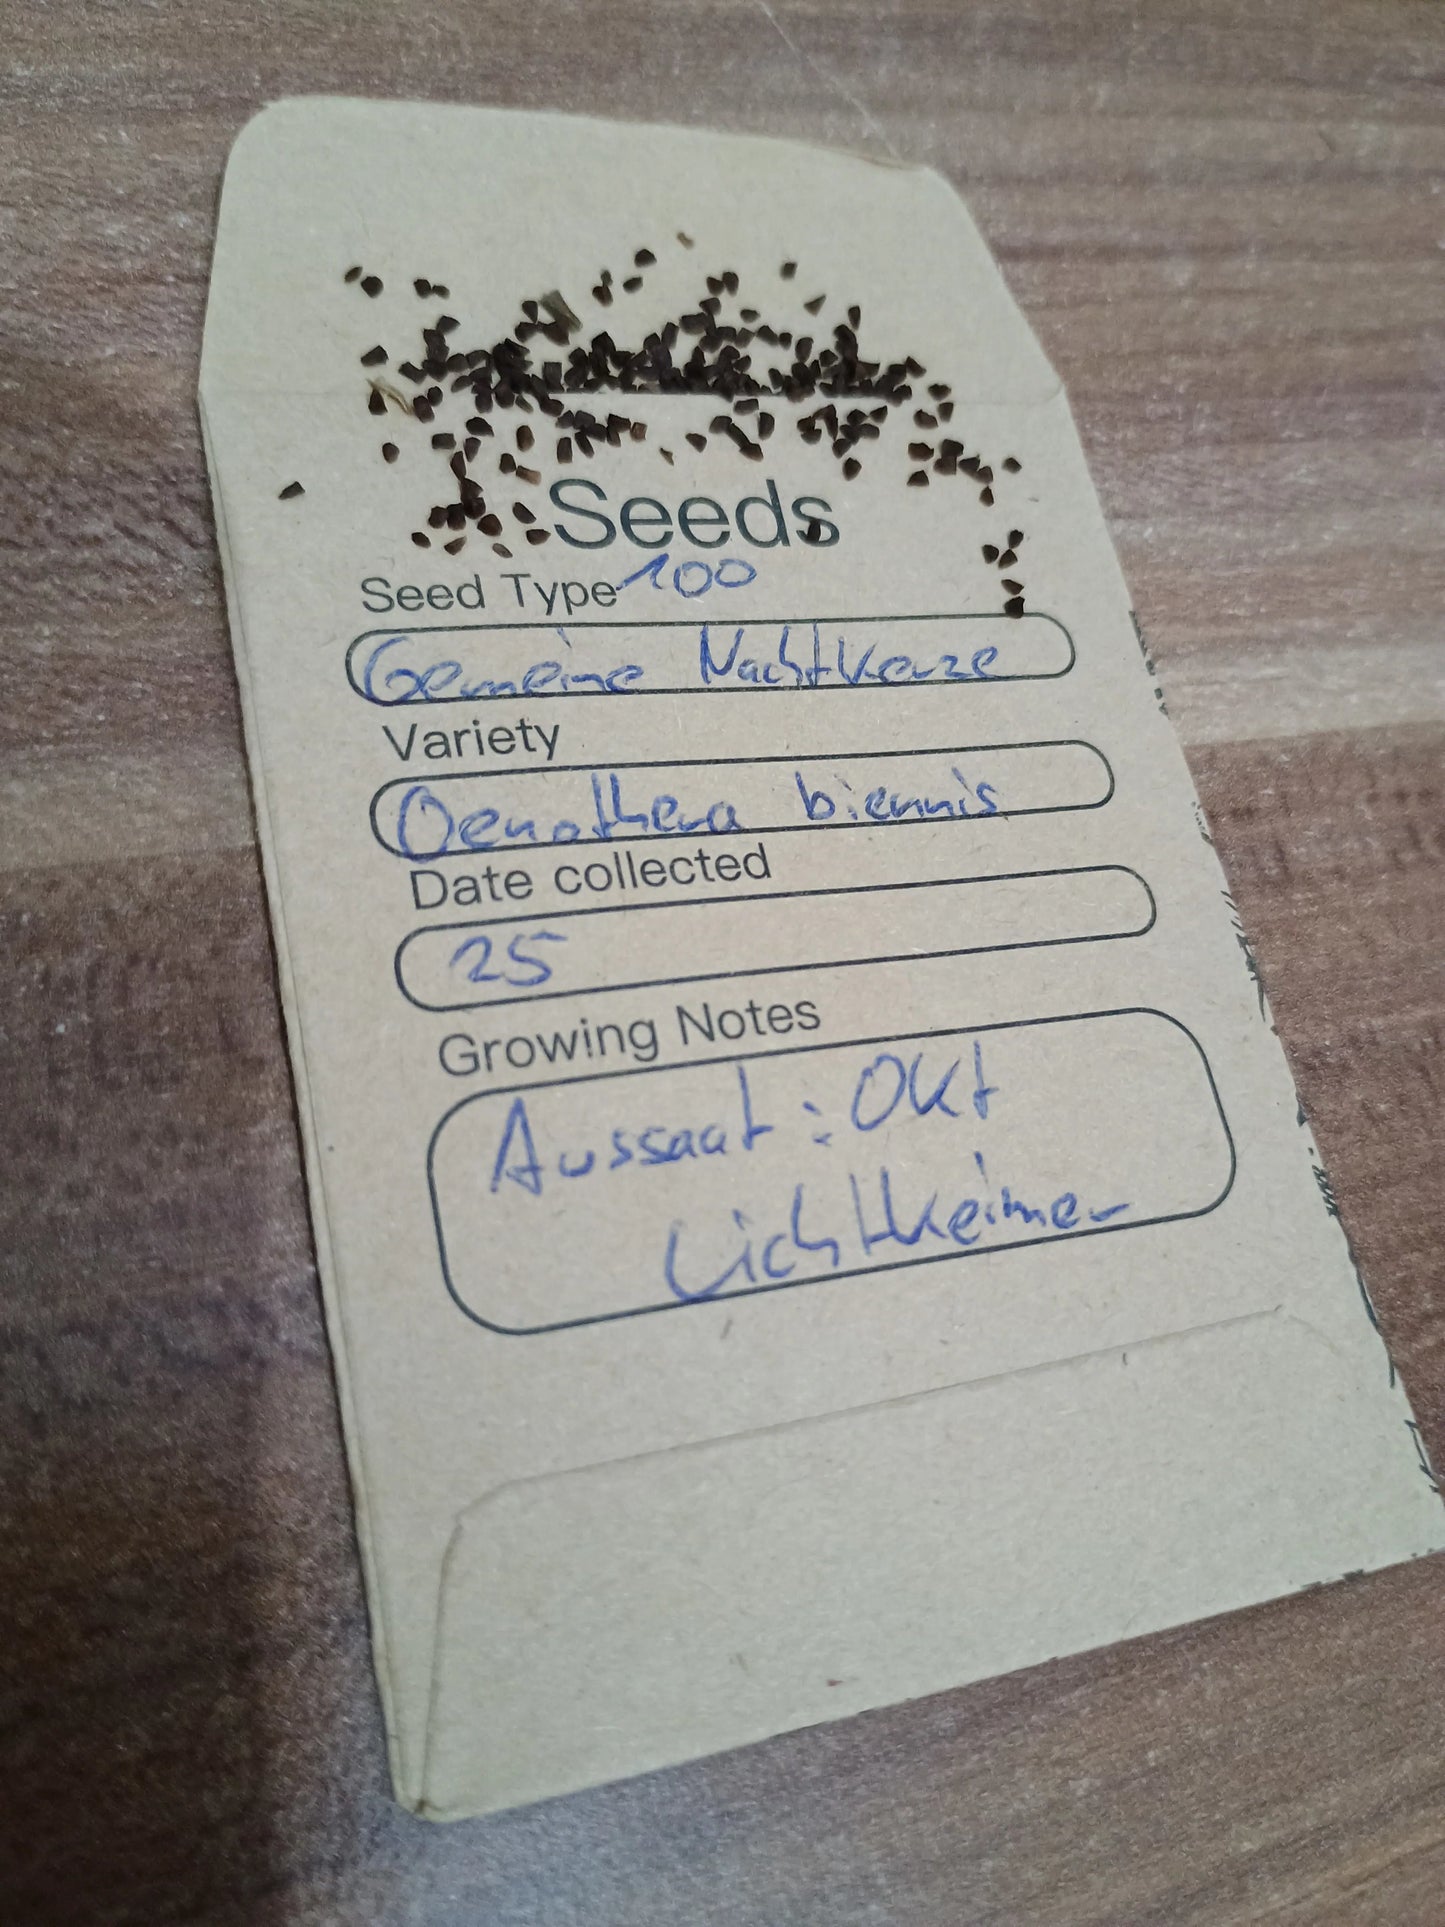 Seeds
Seed Type 100
Gemeine Nachtkerze
Variety
Oenothera biennis
Date collected
25
Growing Notes
Aussaat: Okt
Lichtkeimer